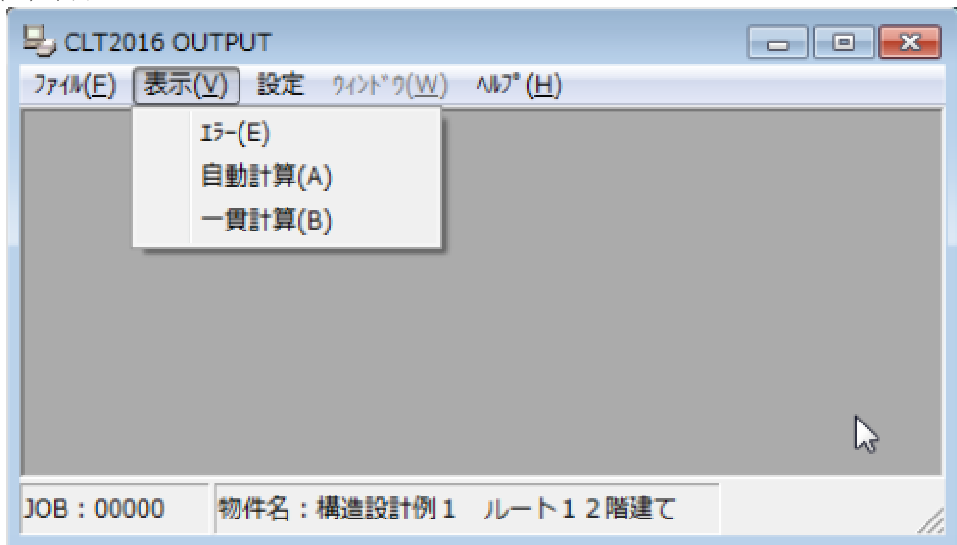 CLT2016 OUTPUT
ﾌｧｲﾙ(F) 表示(V) 設定 ｳｨﾝﾄﾞｳ(W) ﾍﾙﾌﾟ(H)
ｴﾗｰ(E)
自動計算(A)
一貫計算(B)
JOB：00000 物件名：構造設計例１　ルート１２階建て